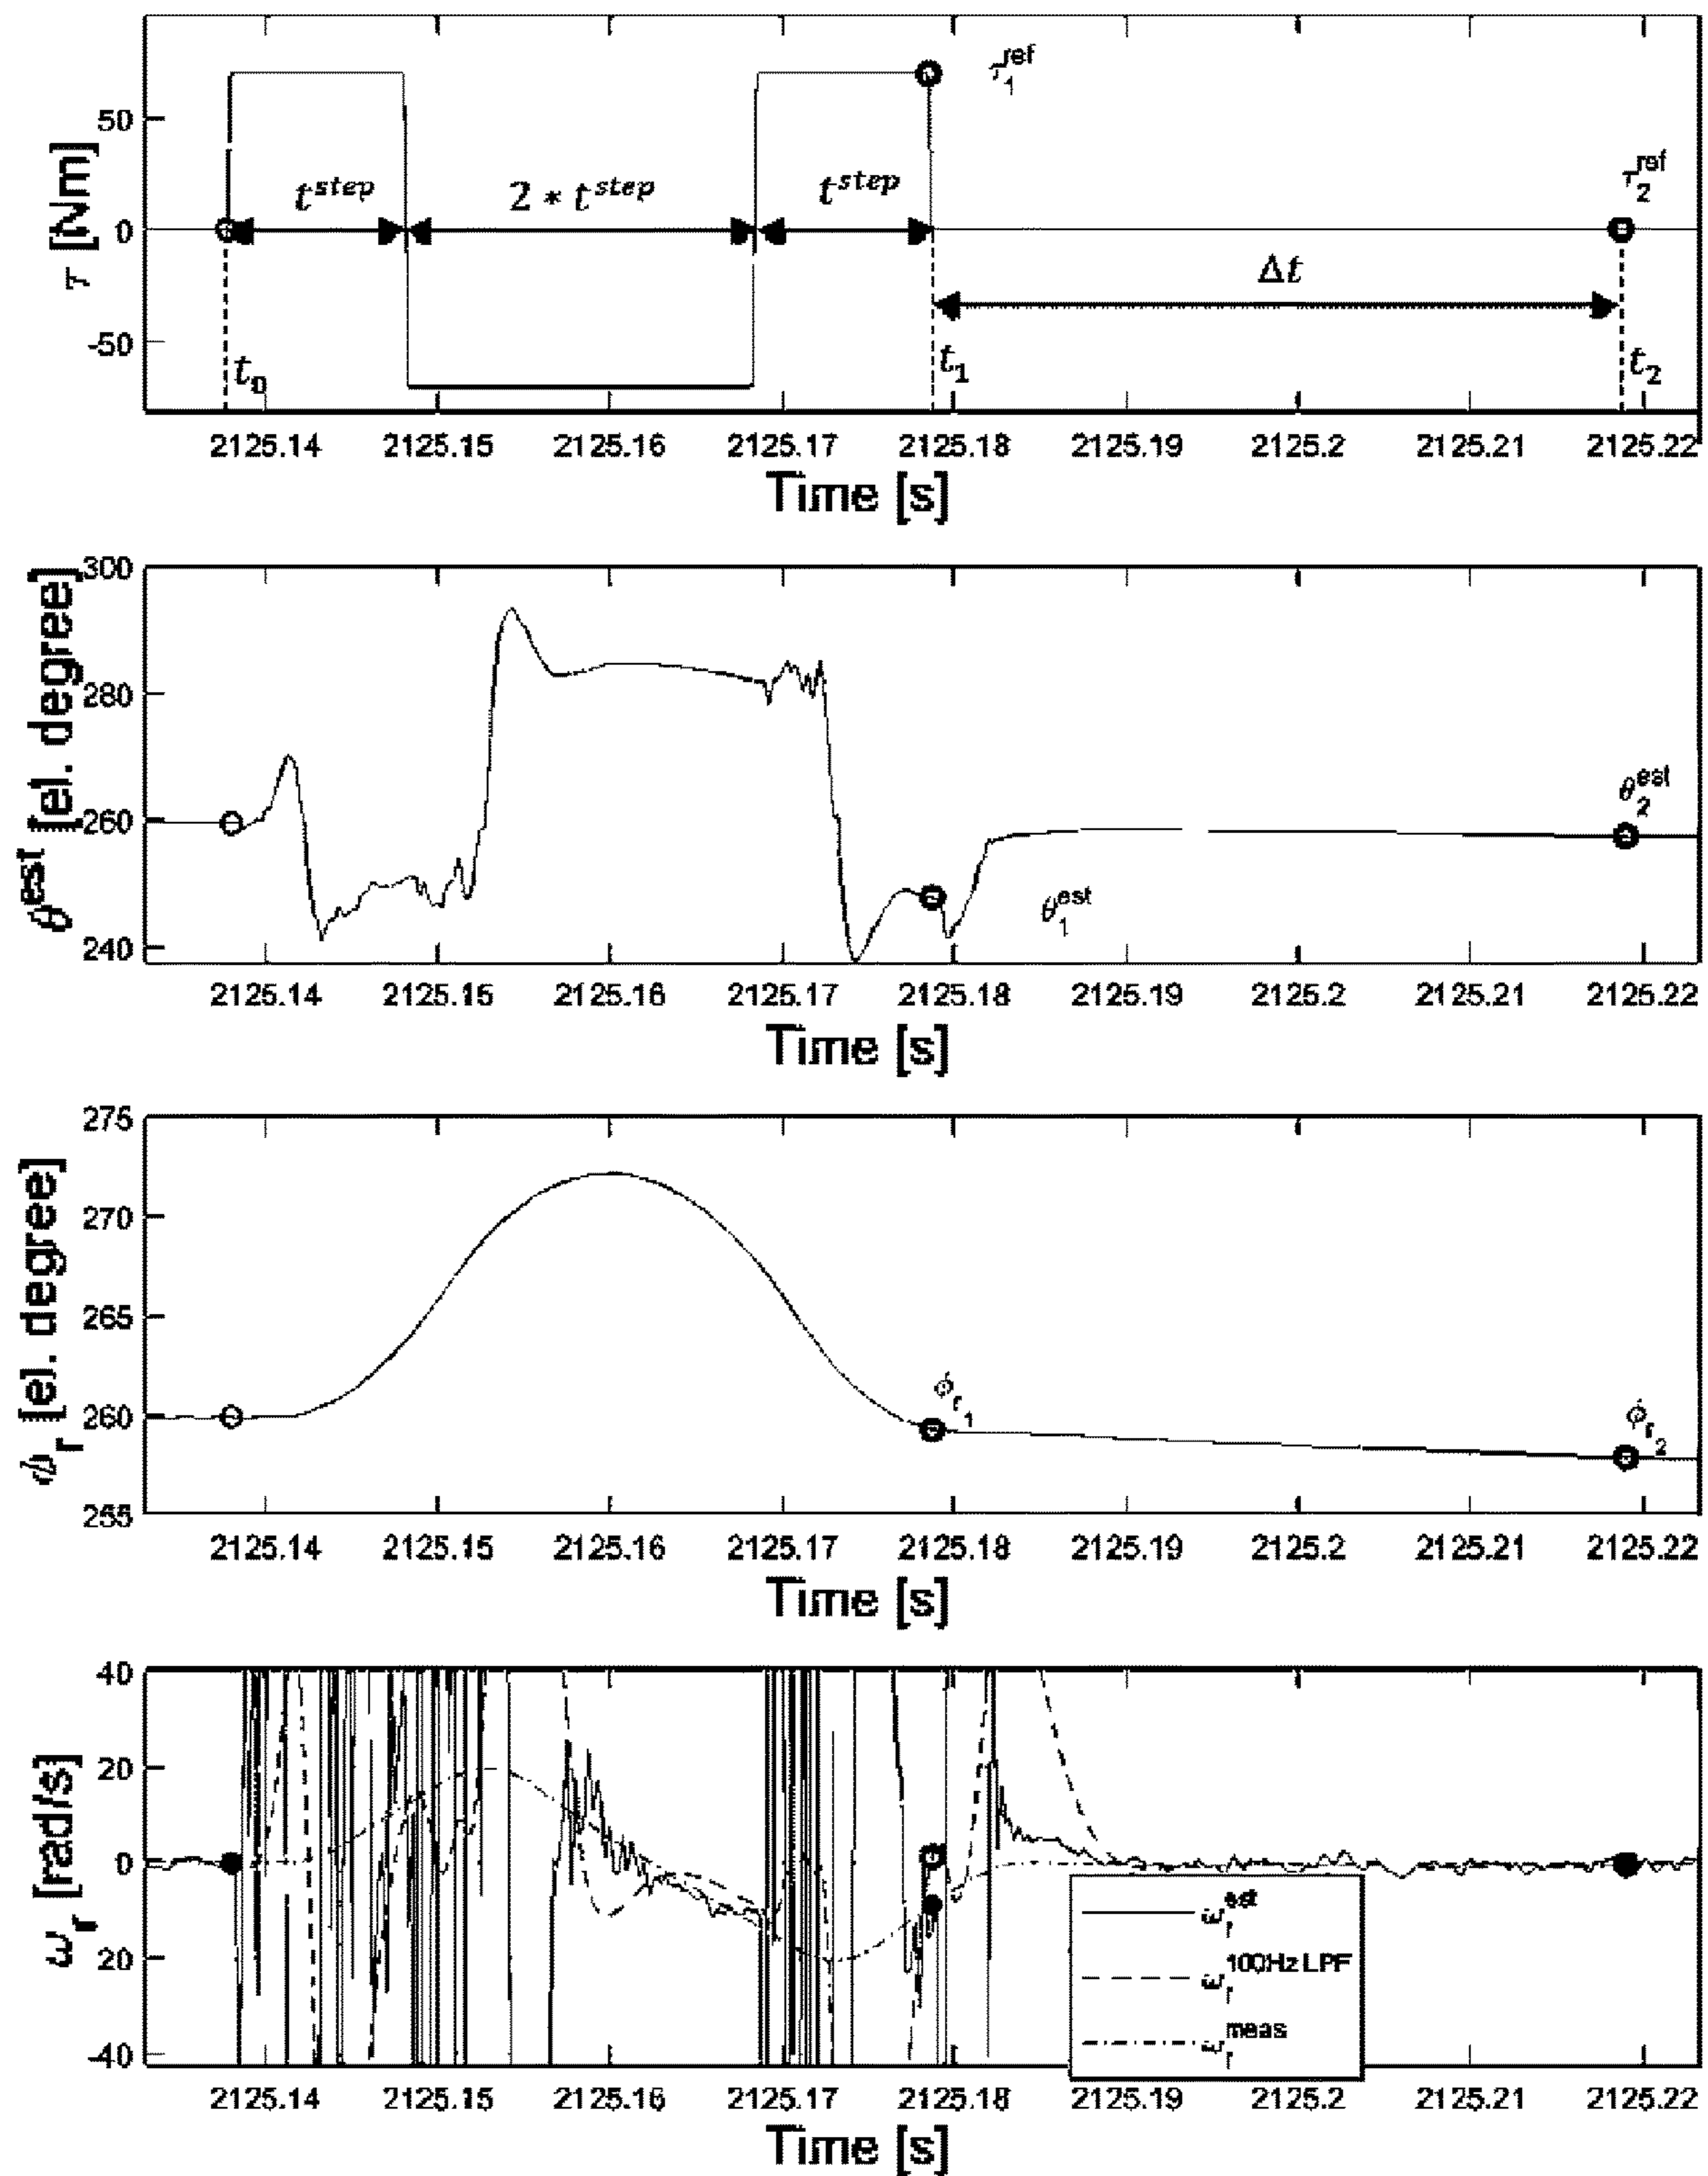 τ [Nm]
50
0
-50
t^step
2 * t^step
t^step
τ_1^ref
τ_2^ref
Δt
t_0
t_1
t_2
2125.14 2125.15 2125.16 2125.17 2125.18 2125.19 2125.2 2125.21 2125.22
Time [s]
θ^est [el. degree]
300
280
260
240
θ_1^est
θ_2^est
2125.14 2125.15 2125.16 2125.17 2125.18 2125.19 2125.2 2125.21 2125.22
Time [s]
ϕ_r [el. degree]
275
270
265
260
255
ϕ_r_1
ϕ_r_2
2125.14 2125.15 2125.16 2125.17 2125.18 2125.19 2125.2 2125.21 2125.22
Time [s]
ω_r [rad/s]
40
20
0
20
-40
ω_r^est
ω_r^100Hz LPF
ω_r^meas
2125.14 2125.15 2125.16 2125.17 2125.18 2125.19 2125.2 2125.21 2125.22
Time [s]